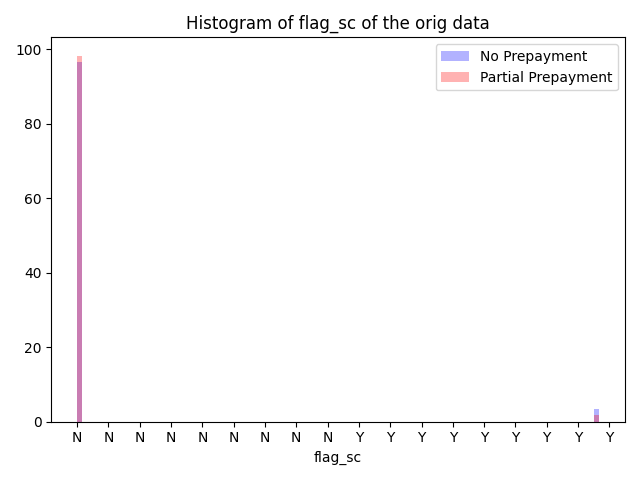 Histogram of flag_sc of the orig data
No Prepayment
Partial Prepayment
100
80
60
40
20
0
N N N N N N N N N Y Y Y Y Y Y Y Y Y
flag_sc